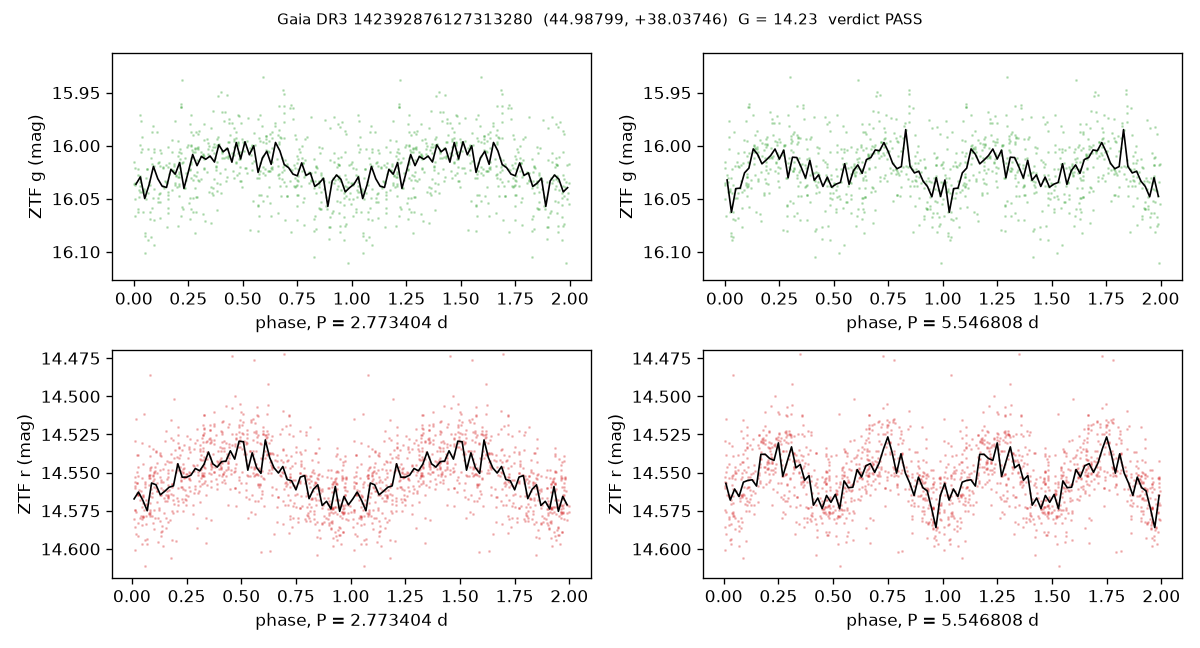 Gaia DR3 142392876127313280  (44.98799, +38.03746)  G = 14.23  verdict PASS
ZTF g (mag)
15.95
16.00
16.05
16.10
0.00 0.25 0.50 0.75 1.00 1.25 1.50 1.75 2.00
phase, P = 2.773404 d
ZTF g (mag)
15.95
16.00
16.05
16.10
0.00 0.25 0.50 0.75 1.00 1.25 1.50 1.75 2.00
phase, P = 5.546808 d
ZTF r (mag)
14.475
14.500
14.525
14.550
14.575
14.600
0.00 0.25 0.50 0.75 1.00 1.25 1.50 1.75 2.00
phase, P = 2.773404 d
ZTF r (mag)
14.475
14.500
14.525
14.550
14.575
14.600
0.00 0.25 0.50 0.75 1.00 1.25 1.50 1.75 2.00
phase, P = 5.546808 d